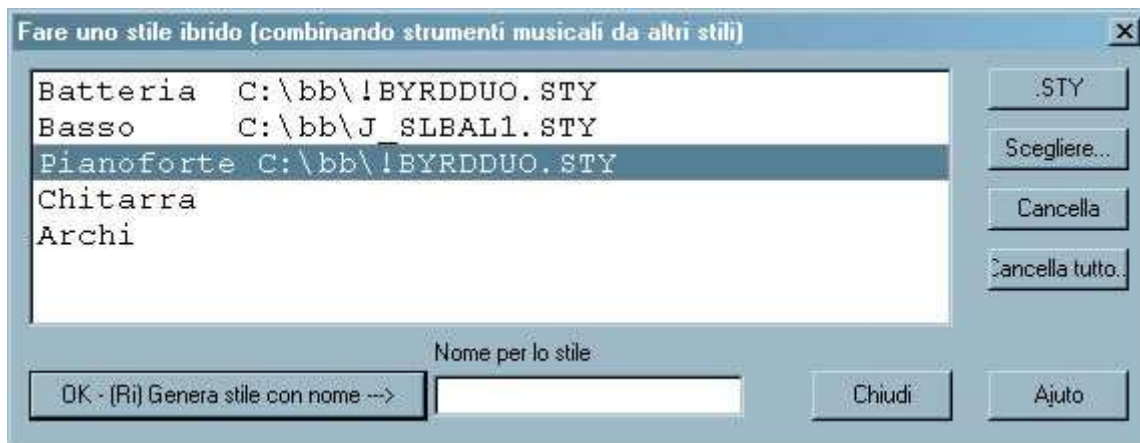 Fare uno stile ibrido (combinando strumenti musicali da altri stili)
Batteria C:\bb\!BYRDDUO.STY
Basso C:\bb\J_SLBAL1.STY
Pianoforte C:\bb\!BYRDDUO.STY
Chitarra
Archi
.STY
Scegliere...
Cancella
Cancella tutto..
Nome per lo stile
OK - (Ri) Genera stile con nome --->
Chiudi
Ajuto